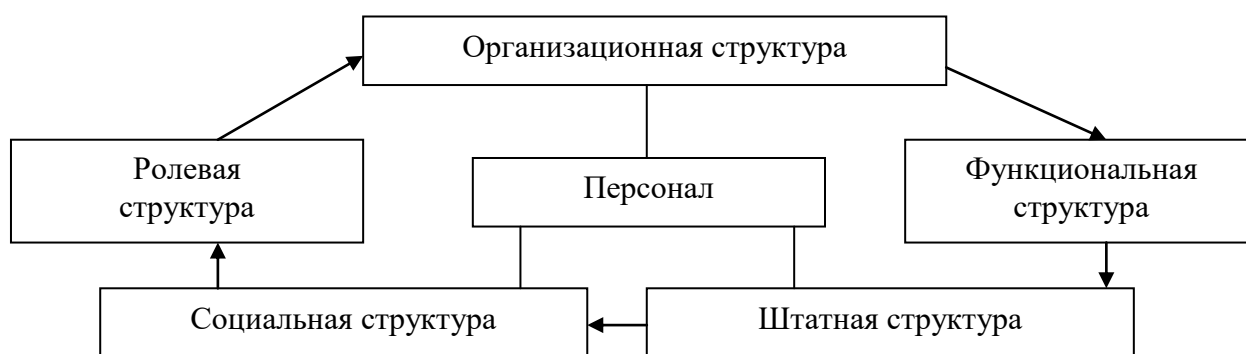 Организационная структура
Ролевая
структура
Персонал
Функциональная
структура
Социальная структура
Штатная структура